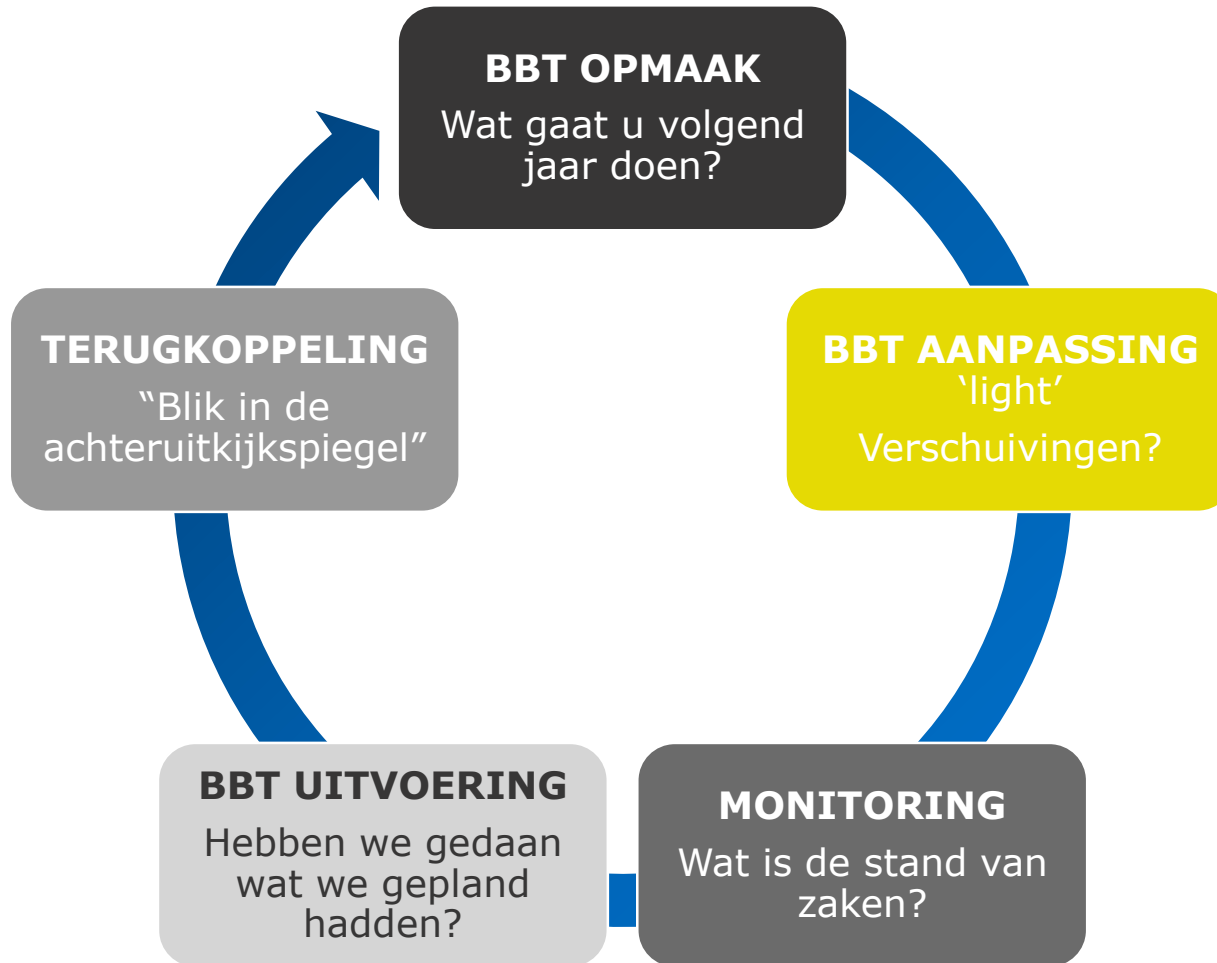 BBT OPMAAK
Wat gaat u volgend
jaar doen?
BBT AANPASSING
‘light’
Verschuivingen?
MONITORING
Wat is de stand van
zaken?
BBT UITVOERING
Hebben we gedaan
wat we gepland
hadden?
TERUGKOPPELING
“Blik in de
achteruitkijkspiegel”